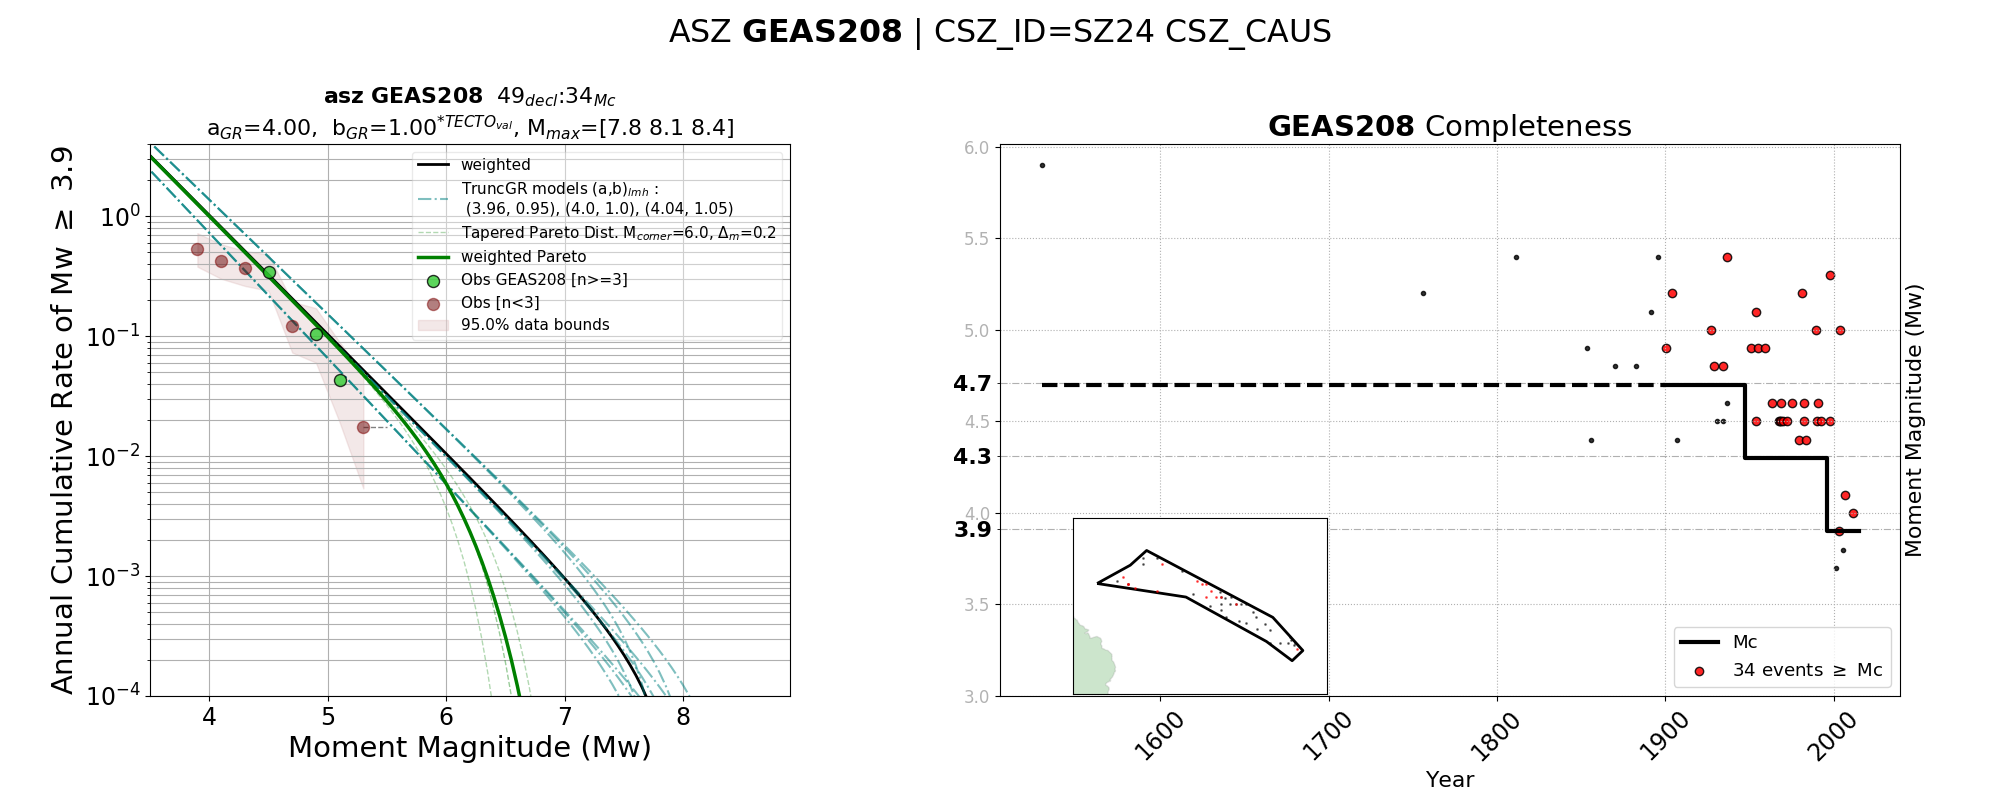 ASZ GEAS208 | CSZ_ID=SZ24 CSZ_CAUS
asz GEAS208 49decl:34Mc
aGR=4.00, bGR=1.00*TECTOval, Mmax=[7.8 8.1 8.4]
Annual Cumulative Rate of Mw ≥ 3.9
10^0
10^-1
10^-2
10^-3
10^-4
weighted
TruncGR models (a,b)lmh :
(3.96, 0.95), (4.0, 1.0), (4.04, 1.05)
Tapered Pareto Dist. Mcorner=6.0, Δm=0.2
weighted Pareto
Obs GEAS208 [n>=3]
Obs [n<3]
95.0% data bounds
4 5 6 7 8
Moment Magnitude (Mw)
GEAS208 Completeness
6.0
5.5
5.0
4.7
4.5
4.3
4.0
3.9
3.5
3.0
Moment Magnitude (Mw)
Mc
34 events ≥ Mc
1600 1700 1800 1900 2000
Year